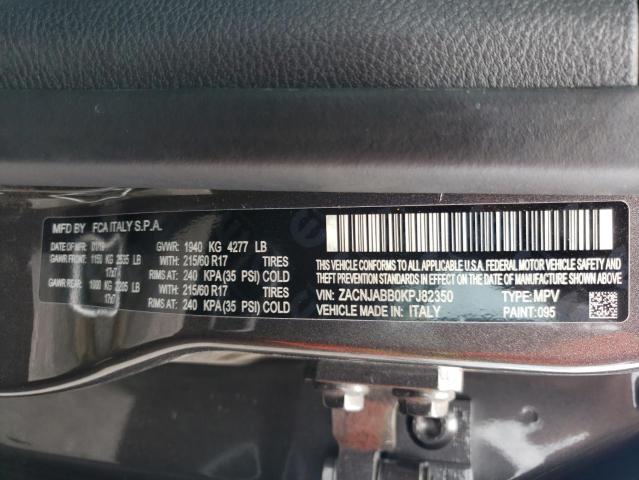 MFD BY FCA ITALY S.P.A.
DATE OF MFR: 01/19 GVWR: 1940 KG 4277 LB
GAWR FRONT: 1150 KG 2535 LB WITH: 215/60 R17 TIRES
17x7 RIMS AT: 240 KPA(35 PSI) COLD
GAWR REAR: 1000 KG 2205 LB WITH: 215/60 R17 TIRES
17x7 RIMS AT: 240 KPA(35 PSI) COLD
THIS VEHICLE CONFORMS TO ALL APPLICABLE U.S.A. FEDERAL MOTOR VEHICLE SAFETY
AND THEFT PREVENTION STANDARDS IN EFFECT ON THE DATE OF MANUFACTURE SHOWN ABOVE.
VIN: ZACNJABB0KPJ82350 TYPE: MPV
VEHICLE MADE IN: ITALY PAINT: 095